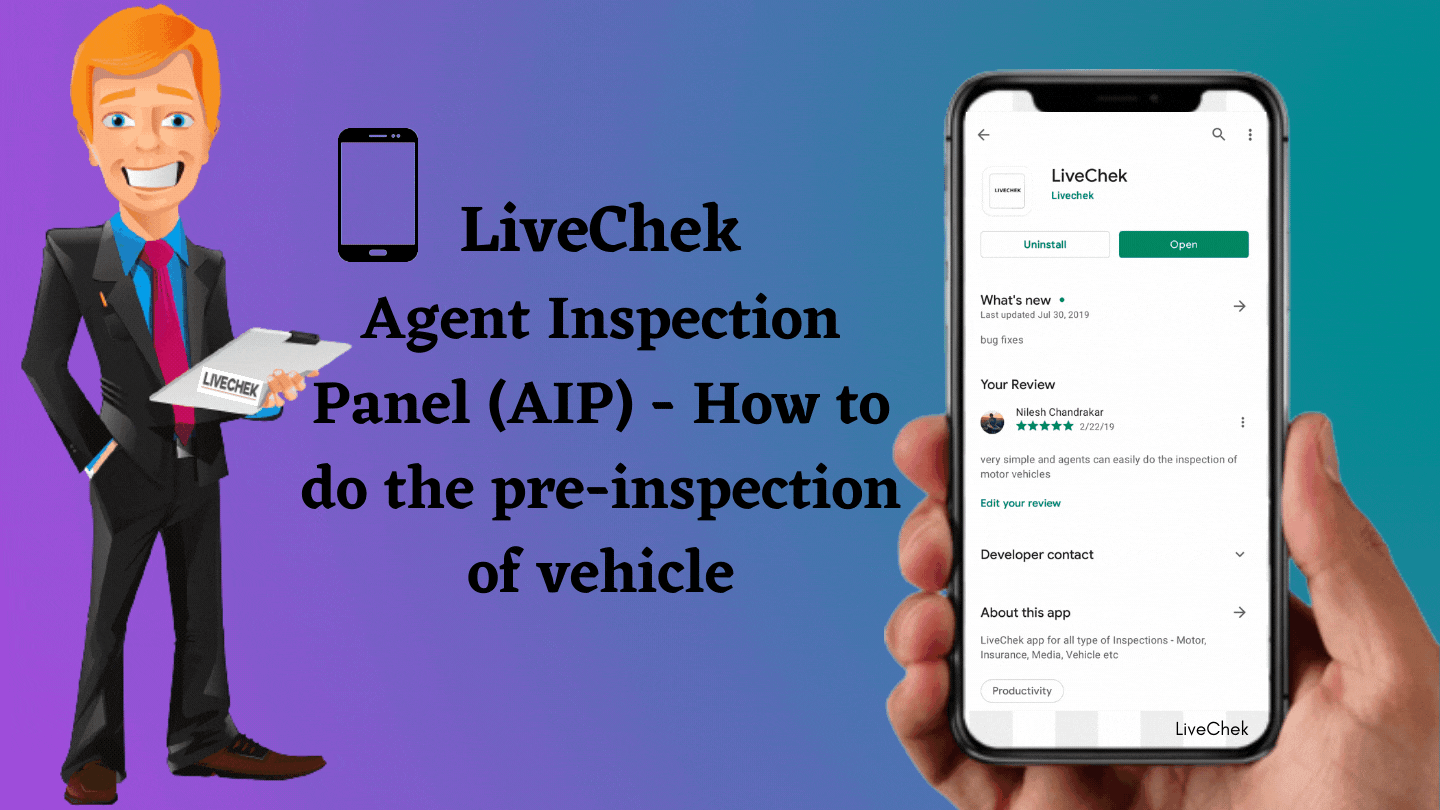 LiveChek
Agent Inspection
Panel (AIP) - How to
do the pre-inspection
of vehicle
LIVECHEK
LIVECHEK
LiveChek
Livechek
Uninstall
Open
What's new
Last updated Jul 30, 2019
bug fixes
Your Review
Nilesh Chandrakar
2/22/19
very simple and agents can easily do the inspection of
motor vehicles
Edit your review
Developer contact
About this app
LiveChek app for all type of Inspections - Motor,
Insurance, Media, Vehicle etc
Productivity
LiveChek